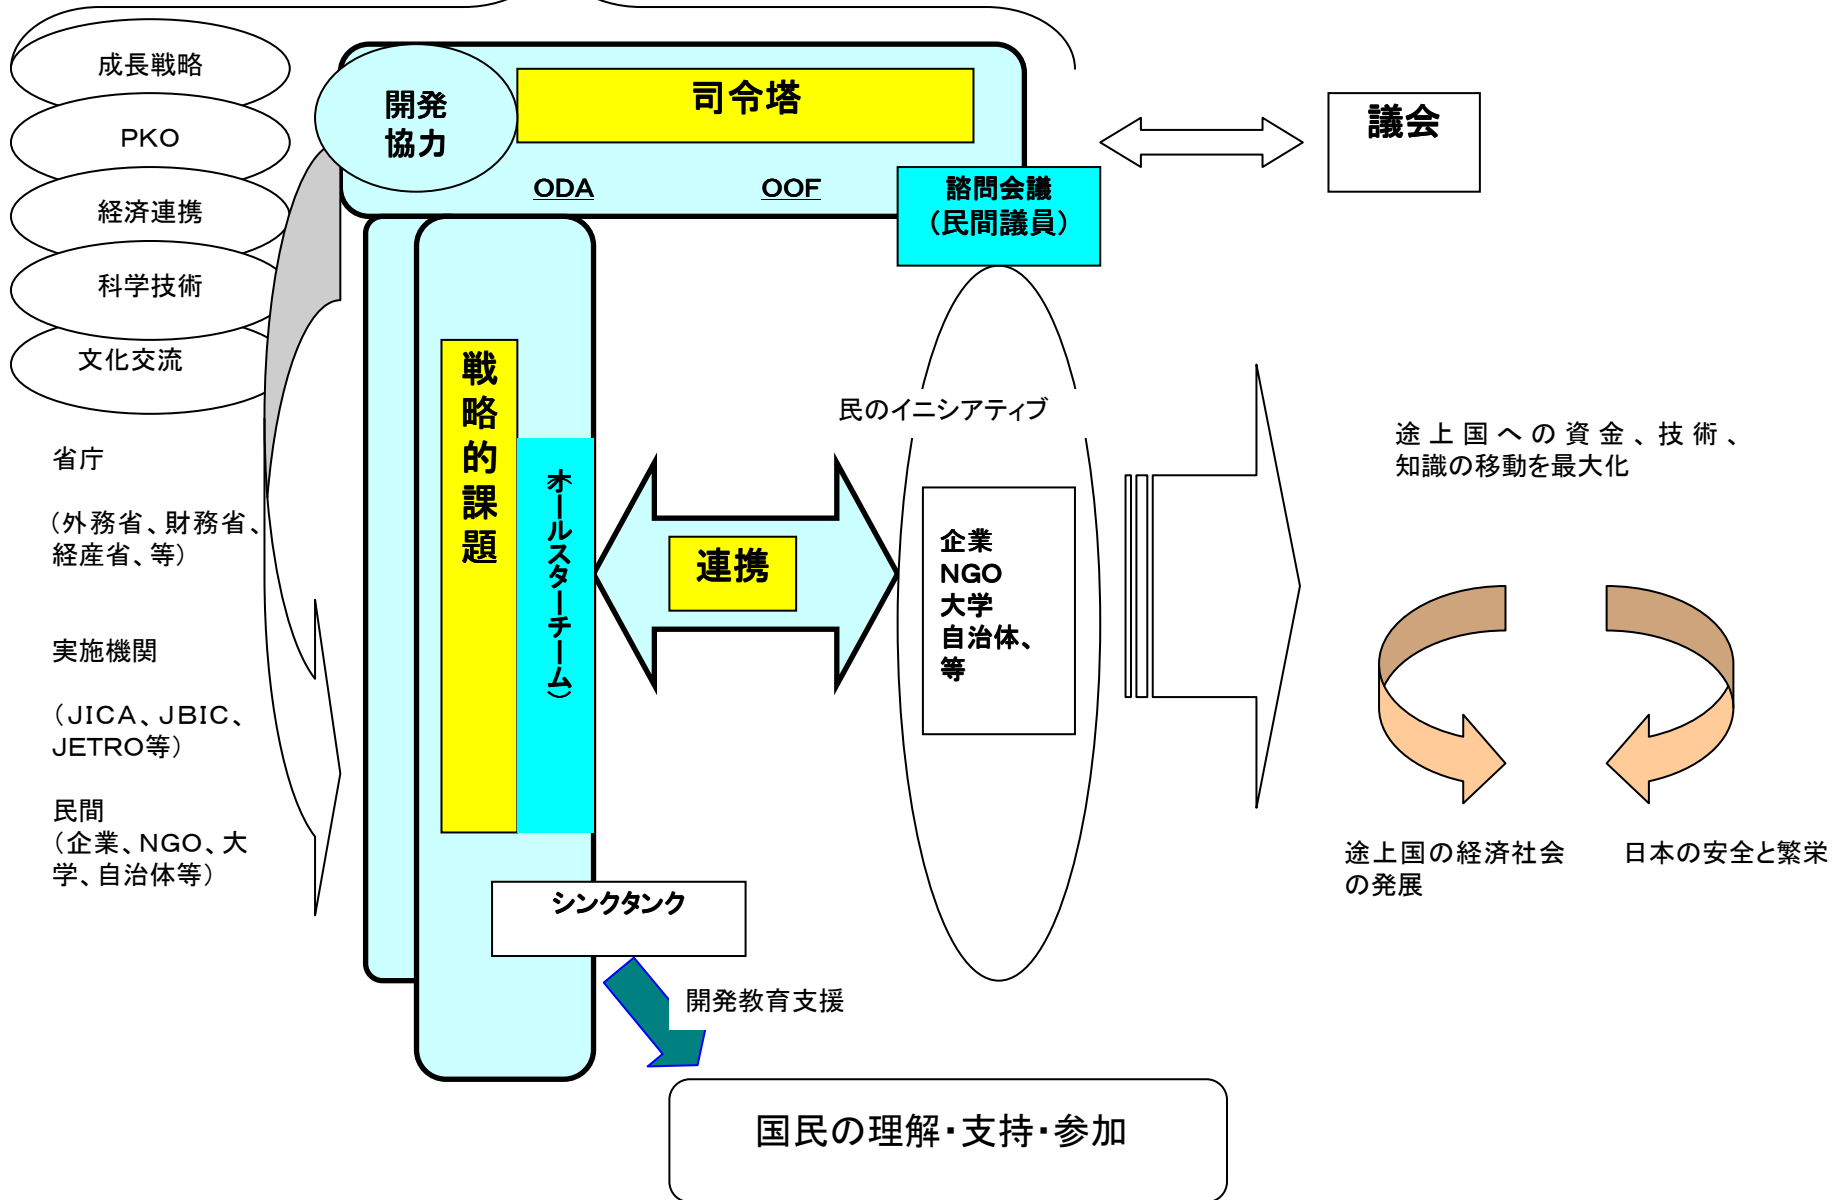 成長戦略
PKO
経済連携
科学技術
文化交流
開発
協力
司令塔
ODA
OOF
諮問会議
（民間議員）
議会
戦略的課題
オールスターチーム）
連携
民のイニシアティブ
企業
NGO
大学
自治体、
等
省庁
（外務省、財務省、
経産省、等）
実施機関
（JICA、JBIC、
JETRO等）
民間
（企業、NGO、大
学、自治体等）
シンクタンク
開発教育支援
国民の理解・支持・参加
途上国への資金、技術、
知識の移動を最大化
途上国の経済社会
の発展
日本の安全と繁栄